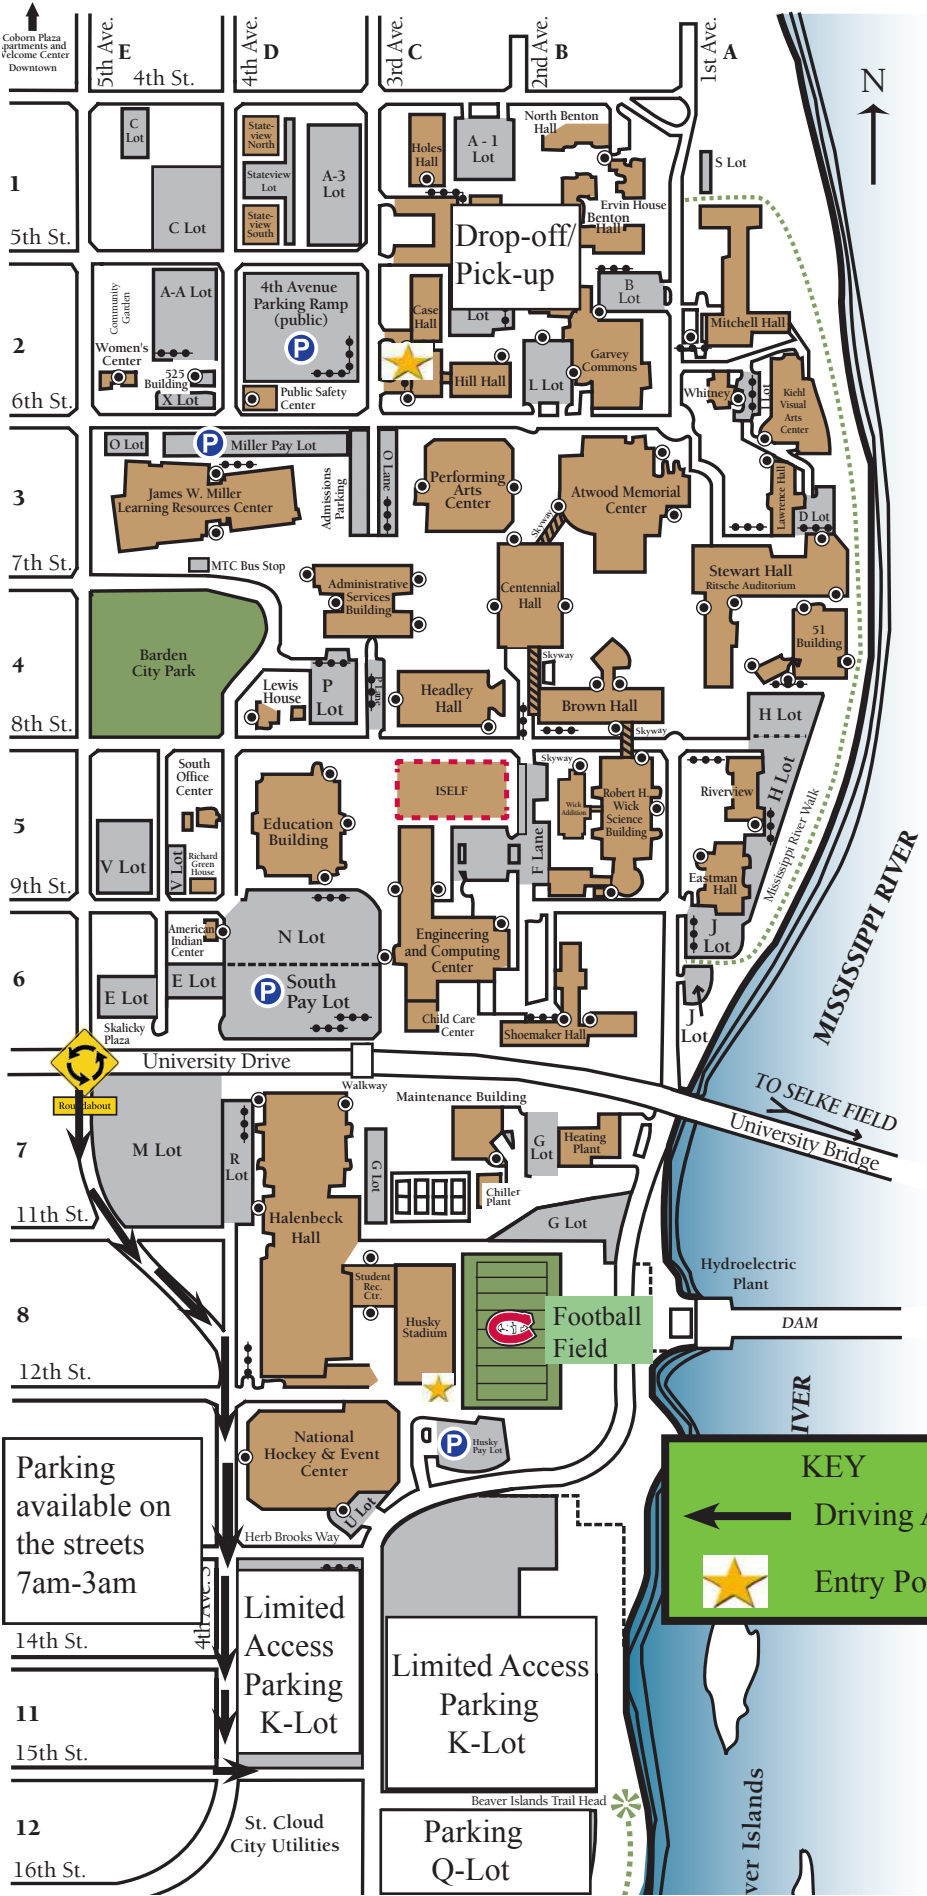 Coburn Plaza
Apartments and
Welcome Center
Downtown
5th Ave.
E
4th St.
4th Ave.
D
3rd Ave.
C
2nd Ave.
B
1st Ave.
A
N
1
5th St.
C
Lot
C Lot
State-
view
North
Stateview
Lot
State-
view
South
A-3
Lot
Holes
Hall
A - 1
Lot
North Benton
Hall
Ervin House
Benton
Hall
S Lot
Drop-off/
Pick-up
2
6th St.
Community
Garden
A-A Lot
Women's
Center
525
Building
X Lot
4th Avenue
Parking Ramp
(public)
P
Public Safety
Center
Case
Hall
Lot
Hill Hall
L Lot
B
Lot
Garvey
Commons
Mitchell Hall
Whitney
I Lot
Kiehl
Visual
Arts
Center
3
7th St.
O Lot
P
Miller Pay Lot
James W. Miller
Learning Resources Center
Admissions
Parking
O Lane
Performing
Arts
Center
Skyway
Atwood Memorial
Center
Lawrence Hall
D Lot
MTC Bus Stop
Administrative
Services
Building
Centennial
Hall
Stewart Hall
Ritsche Auditorium
51
Building
4
8th St.
Barden
City Park
Lewis
House
P
Lot
P Lane
Headley
Hall
Skyway
Brown Hall
Skyway
H Lot
H Lot
5
9th St.
South
Office
Center
V Lot
V Lot
Richard
Green
House
Education
Building
ISELF
F Lane
Skyway
Wick
Addition
Robert H.
Wick
Science
Building
Riverview
Eastman
Hall
Mississippi River Walk
MISSISSIPPI RIVER
6
American
Indian
Center
E Lot
E Lot
Skalicky
Plaza
N Lot
P
South
Pay Lot
Engineering
and Computing
Center
Child Care
Center
Shoemaker Hall
J
Lot
J
Lot
University Drive
Walkway
Roundabout
TO SELKE FIELD
University Bridge
7
11th St.
M Lot
R
Lot
Halenbeck
Hall
G Lot
Maintenance Building
Chiller
Plant
G
Lot
Heating
Plant
G Lot
8
12th St.
Student
Rec.
Ctr.
Husky
Stadium
Football
Field
Hydroelectric
Plant
DAM
National
Hockey & Event
Center
P
Husky
Pay Lot
U Lot
Herb Brooks Way
Parking
available on
the streets
7am-3am
4th Ave. S
14th St.
Limited
Access
Parking
K-Lot
Limited Access
Parking
K-Lot
IVER
KEY
Driving A
Entry Po
11
15th St.
12
16th St.
St. Cloud
City Utilities
Beaver Islands Trail Head
Parking
Q-Lot
ver Islands